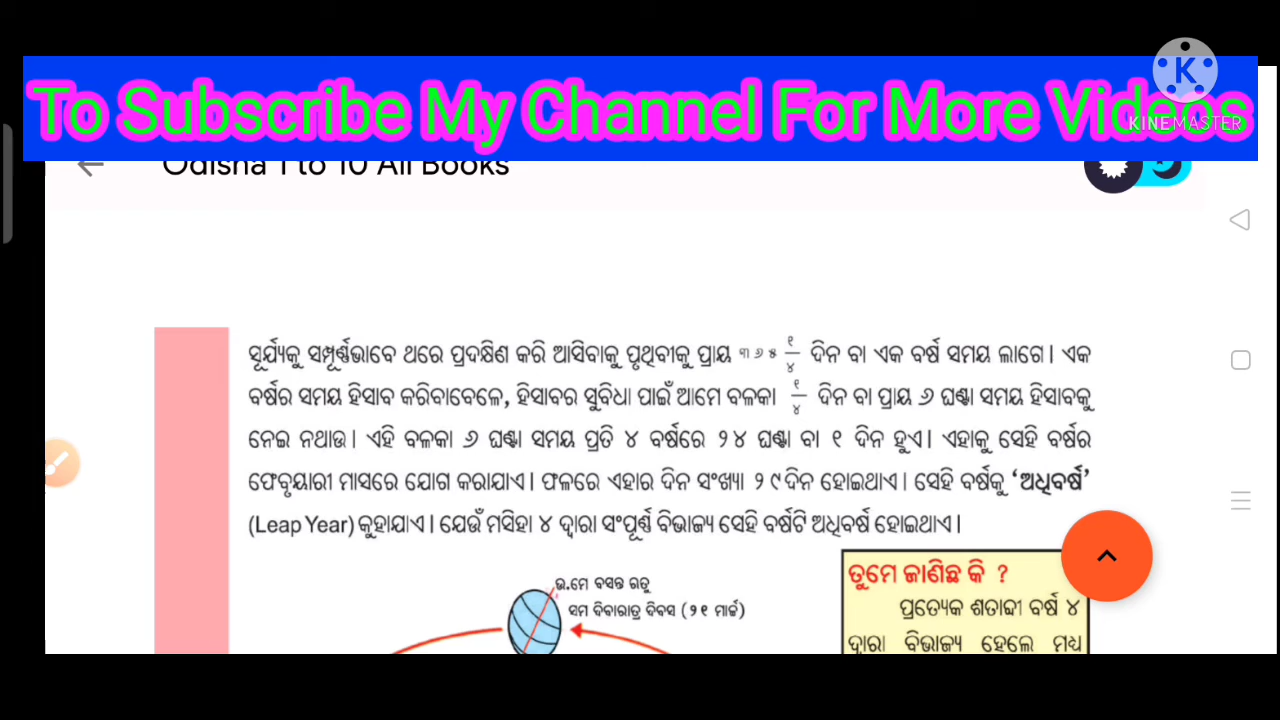 To Subscribe My Channel For More Videos
KINEMASTER
Odisha 1 to 10 All Books
ସୂର୍ଯ୍ୟକୁ ସମ୍ପୂର୍ଣ୍ଣଭାବେ ଥରେ ପ୍ରଦକ୍ଷିଣ କରି ଆସିବାକୁ ପୃଥିବୀକୁ ପ୍ରାୟ ୩୬୫ ୧/୪ ଦିନ ବା ଏକ ବର୍ଷ ସମୟ ଲାଗେ। ଏକ
ବର୍ଷର ସମୟ ହିସାବ କରିବାବେଳେ, ହିସାବର ସୁବିଧା ପାଇଁ ଆମେ ବଳକା ୧/୪ ଦିନ ବା ପ୍ରାୟ ୬ ଘଣ୍ଟା ସମୟ ହିସାବକୁ
ନେଇ ନଥାଉ। ଏହି ବଳକା ୬ ଘଣ୍ଟା ସମୟ ପ୍ରତି ୪ ବର୍ଷରେ ୨୪ ଘଣ୍ଟା ବା ୧ ଦିନ ହୁଏ। ଏହାକୁ ସେହି ବର୍ଷର
ଫେବୃୟାରୀ ମାସରେ ଯୋଗ କରାଯାଏ। ଫଳରେ ଏହାର ଦିନ ସଂଖ୍ୟା ୨୯ଦିନ ହୋଇଥାଏ। ସେହି ବର୍ଷକୁ ‘ଅଧିବର୍ଷ’
(Leap Year) କୁହାଯାଏ। ଯେଉଁ ମସିହା ୪ ଦ୍ୱାରା ସଂପୂର୍ଣ୍ଣ ବିଭାଜ୍ୟ ସେହି ବର୍ଷଟି ଅଧିବର୍ଷ ହୋଇଥାଏ।
ଉ.ମେ ବସନ୍ତ ଋତୁ
ସମ ଦିବାରାତ୍ର ଦିବସ (୨୧ ମାର୍ଚ୍ଚ)
ତୁମେ ଜାଣିଛ କି ?
ପ୍ରତ୍ୟେକ ଶତାବ୍ଦୀ ବର୍ଷ ୪
ଦ୍ୱାରା ବିଭାଜ୍ୟ ହେଲେ ମଧ୍ୟ